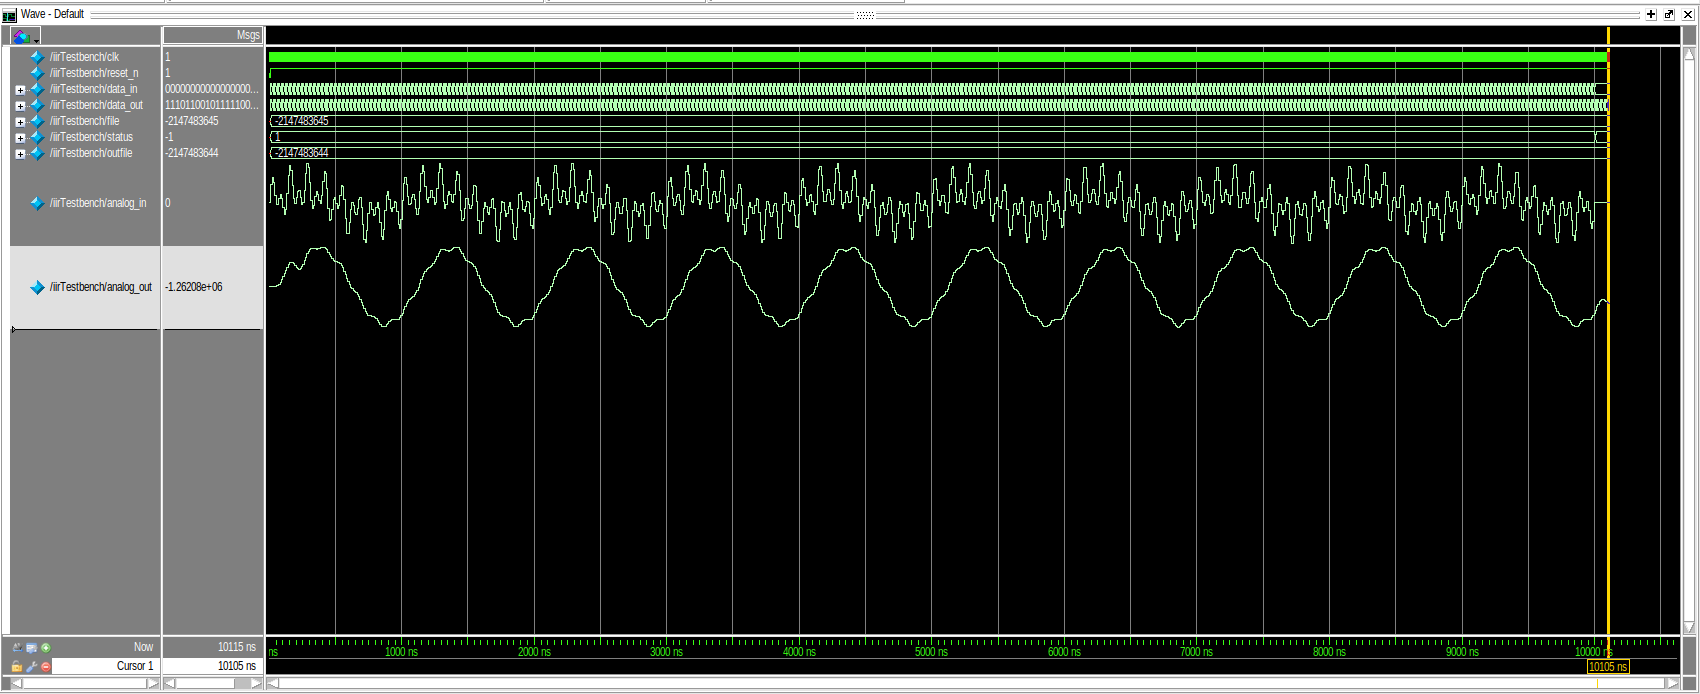 Wave - Default
Msgs
/iirTestbench/clk 1
/iirTestbench/reset_n 1
/iirTestbench/data_in 00000000000000000...
/iirTestbench/data_out 11101100101111100...
/iirTestbench/file -2147483645 -2147483645
/iirTestbench/status -1 1
/iirTestbench/outfile -2147483644 -2147483644
/iirTestbench/analog_in 0
/iirTestbench/analog_out -1.26208e+06
Now 10115 ns ns 1000 ns 2000 ns 3000 ns 4000 ns 5000 ns 6000 ns 7000 ns 8000 ns 9000 ns 10000 ns
Cursor 1 10105 ns 10105 ns